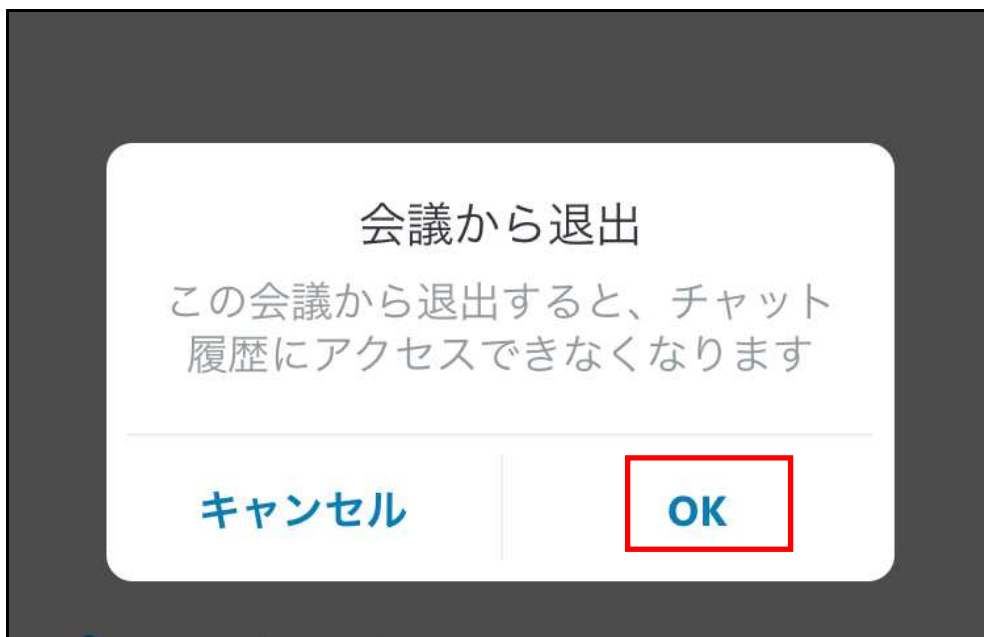 会議から退出
この会議から退出すると、チャット
履歴にアクセスできなくなります
キャンセル
OK